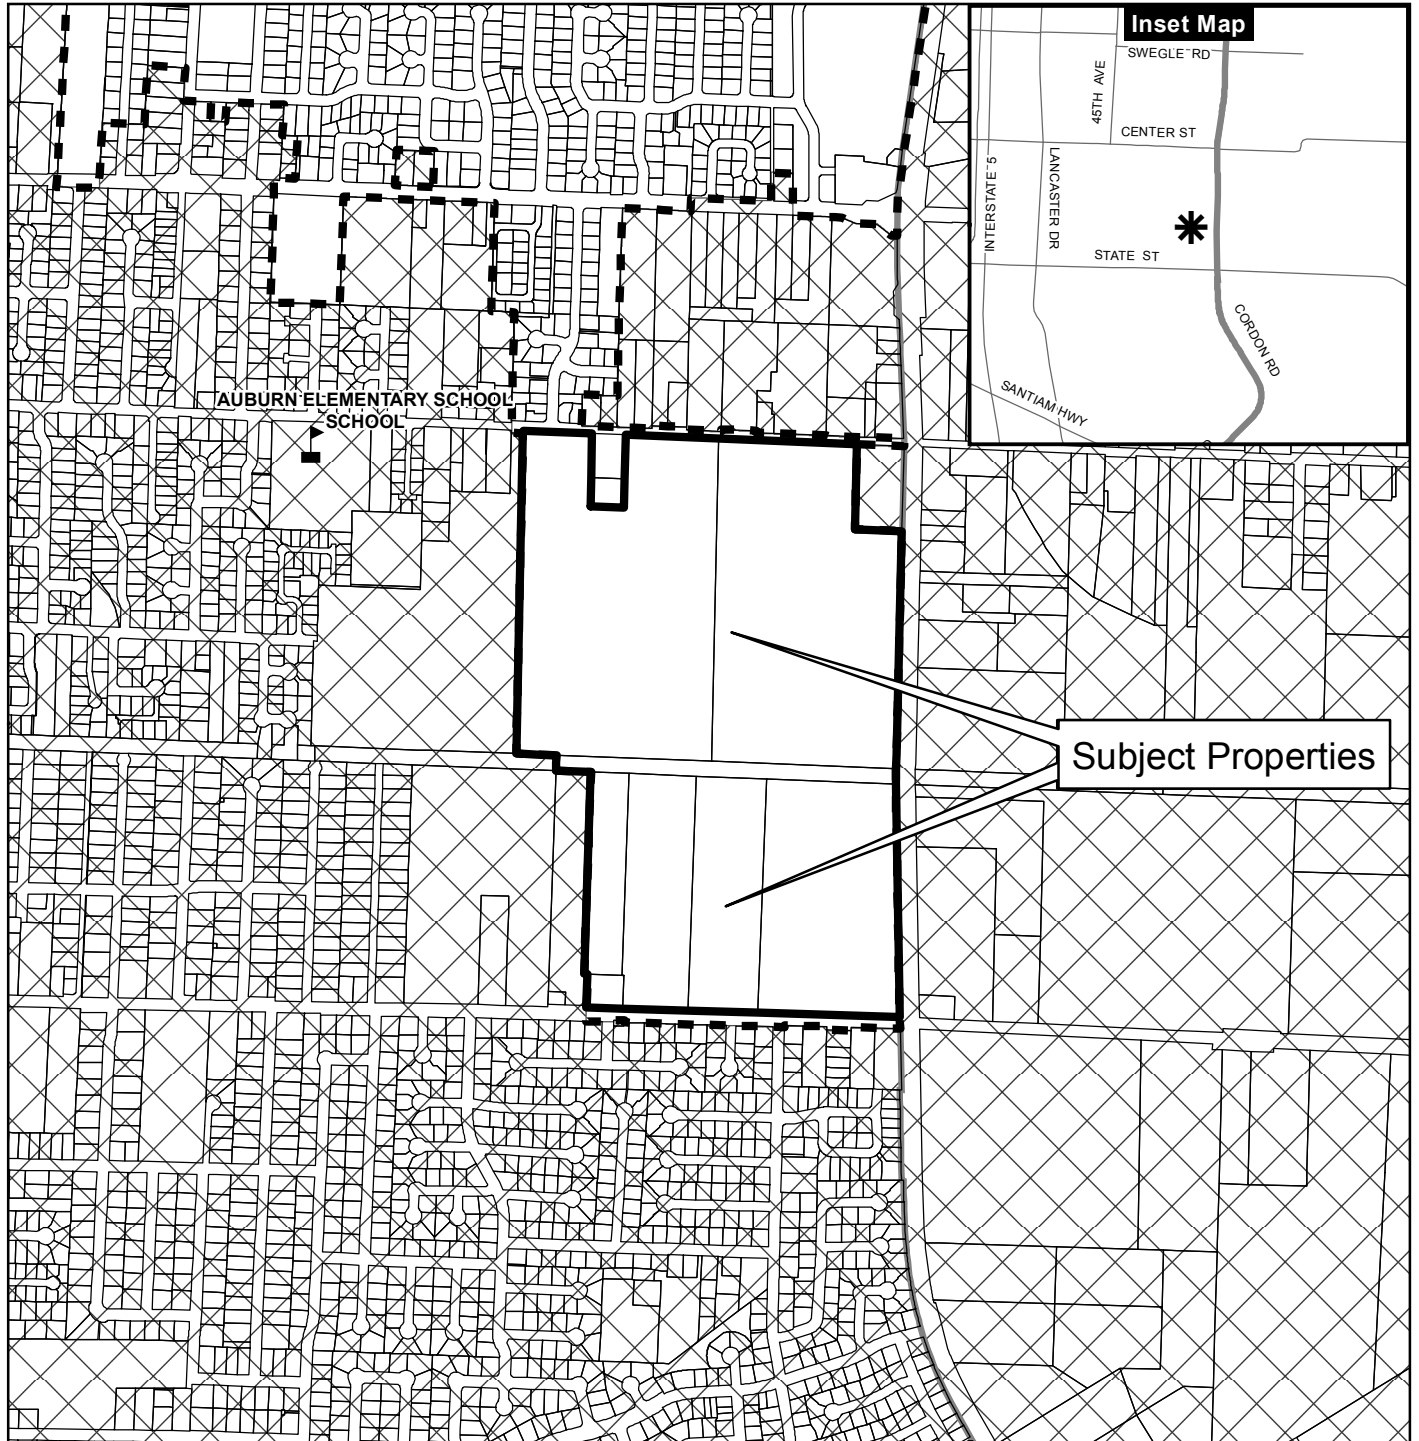 Inset Map
SWEGLE RD
45TH AVE
CENTER ST
INTERSTATE 5
LANCASTER DR
STATE ST
CORDON RD
SANTIAM HWY
AUBURN ELEMENTARY SCHOOL
SCHOOL
Subject Properties